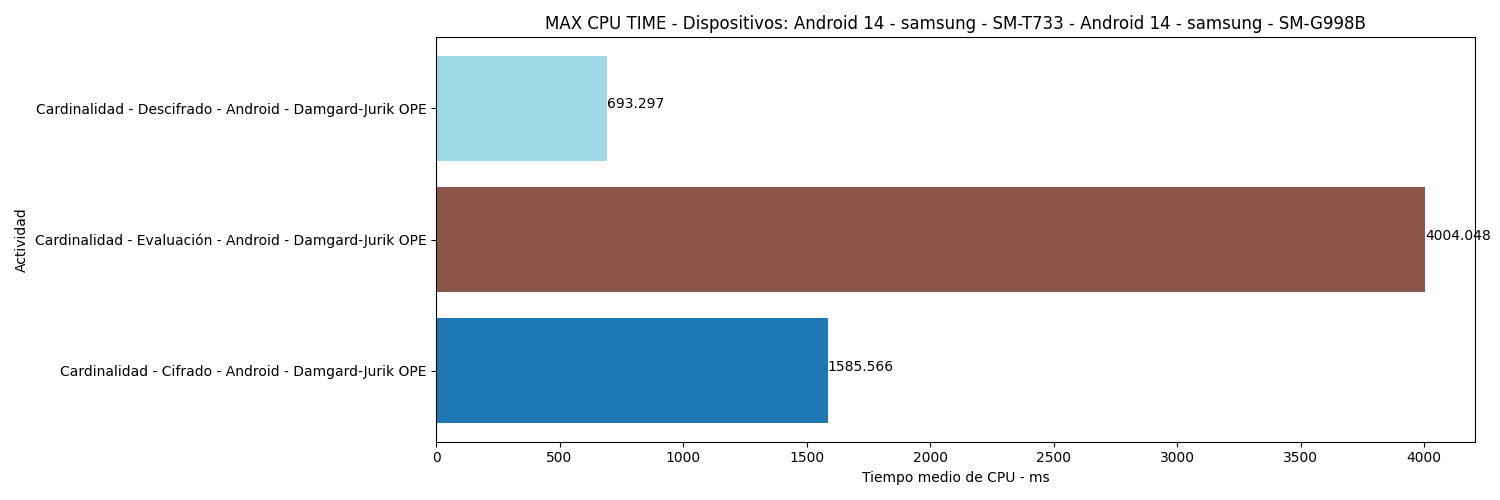 MAX CPU TIME - Dispositivos: Android 14 - samsung - SM-T733 - Android 14 - samsung - SM-G998B
Actividad
Cardinalidad - Descifrado - Android - Damgard-Jurik OPE
693.297
Cardinalidad - Evaluación - Android - Damgard-Jurik OPE
4004.048
Cardinalidad - Cifrado - Android - Damgard-Jurik OPE
1585.566
0 500 1000 1500 2000 2500 3000 3500 4000
Tiempo medio de CPU - ms